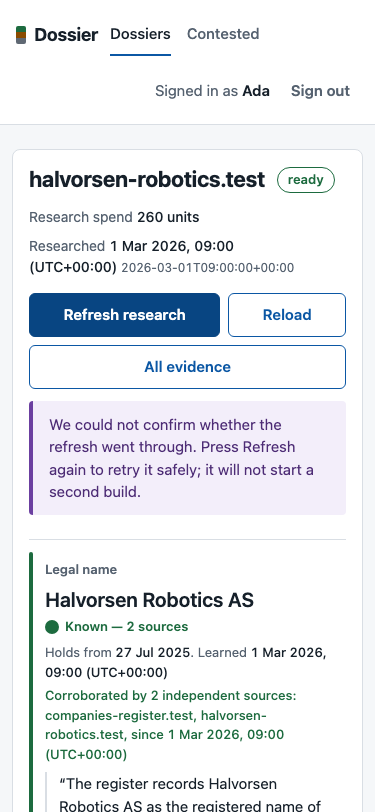 Dossier Dossiers Contested
Signed in as Ada Sign out
halvorsen-robotics.test ready
Research spend 260 units
Researched 1 Mar 2026, 09:00
(UTC+00:00) 2026-03-01T09:00:00+00:00
Refresh research Reload
All evidence
We could not confirm whether the
refresh went through. Press Refresh
again to retry it safely; it will not start a
second build.
Legal name
Halvorsen Robotics AS
Known — 2 sources
Holds from 27 Jul 2025. Learned 1 Mar 2026,
09:00 (UTC+00:00)
Corroborated by 2 independent sources:
companies-register.test, halvorsen-
robotics.test, since 1 Mar 2026, 09:00
(UTC+00:00)
“The register records Halvorsen
Robotics AS as the registered name of